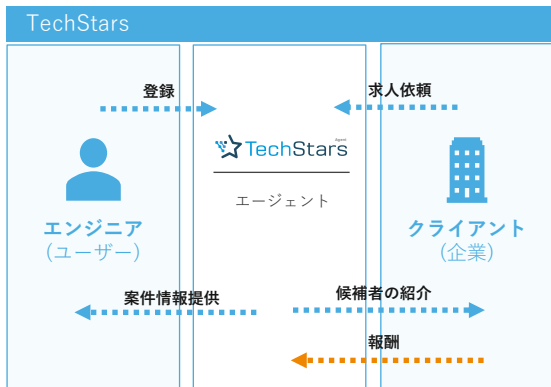 TechStars
登録
求人依頼
Agent
TechStars
エージェント
エンジニア
(ユーザー)
クライアント
(企業)
案件情報提供
候補者の紹介
報酬